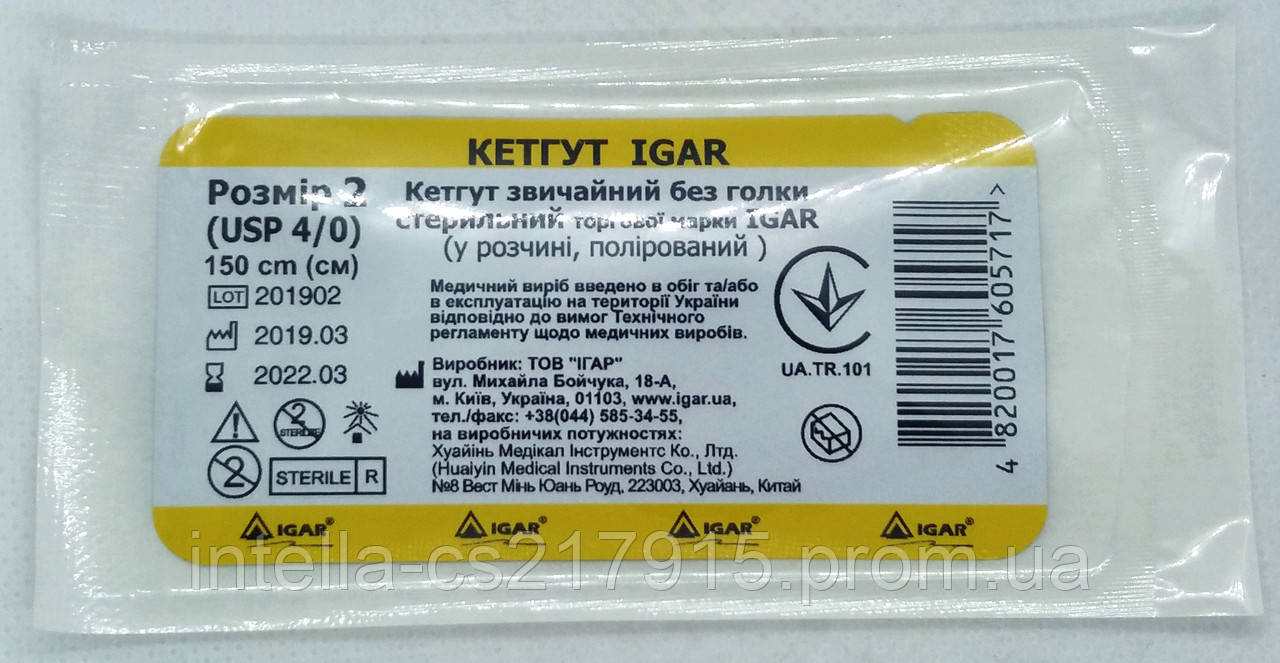 КЕТГУТ IGAR
Розмір 2
(USP 4/0)
150 cm (см)
LOT 201902
2019.03
2022.03
2
STERILIZE
2
STERILE R
Кетгут звичайний без голки
стерильний торгової марки IGAR
(у розчині, полірований )
Медичний виріб введено в обіг та/або
в експлуатацію на території України
відповідно до вимог Технічного
регламенту щодо медичних виробів.
Виробник: ТОВ "ІГАР"
вул. Михайла Бойчука, 18-А,
м. Київ, Україна, 01103, www.igar.ua,
тел./факс: +38(044) 585-34-55,
на виробничих потужностях:
Хуайінь Медікал Інструментс Ко., Лтд.
(Huaiyin Medical Instruments Co., Ltd.)
№8 Вест Мінь Юань Роуд, 223003, Хуайань, Китай
UA.TR.101
4 820017 605717 >
IGAR®
IGAR®
IGAR®
IGAR®
intella-cs217915.prom.ua